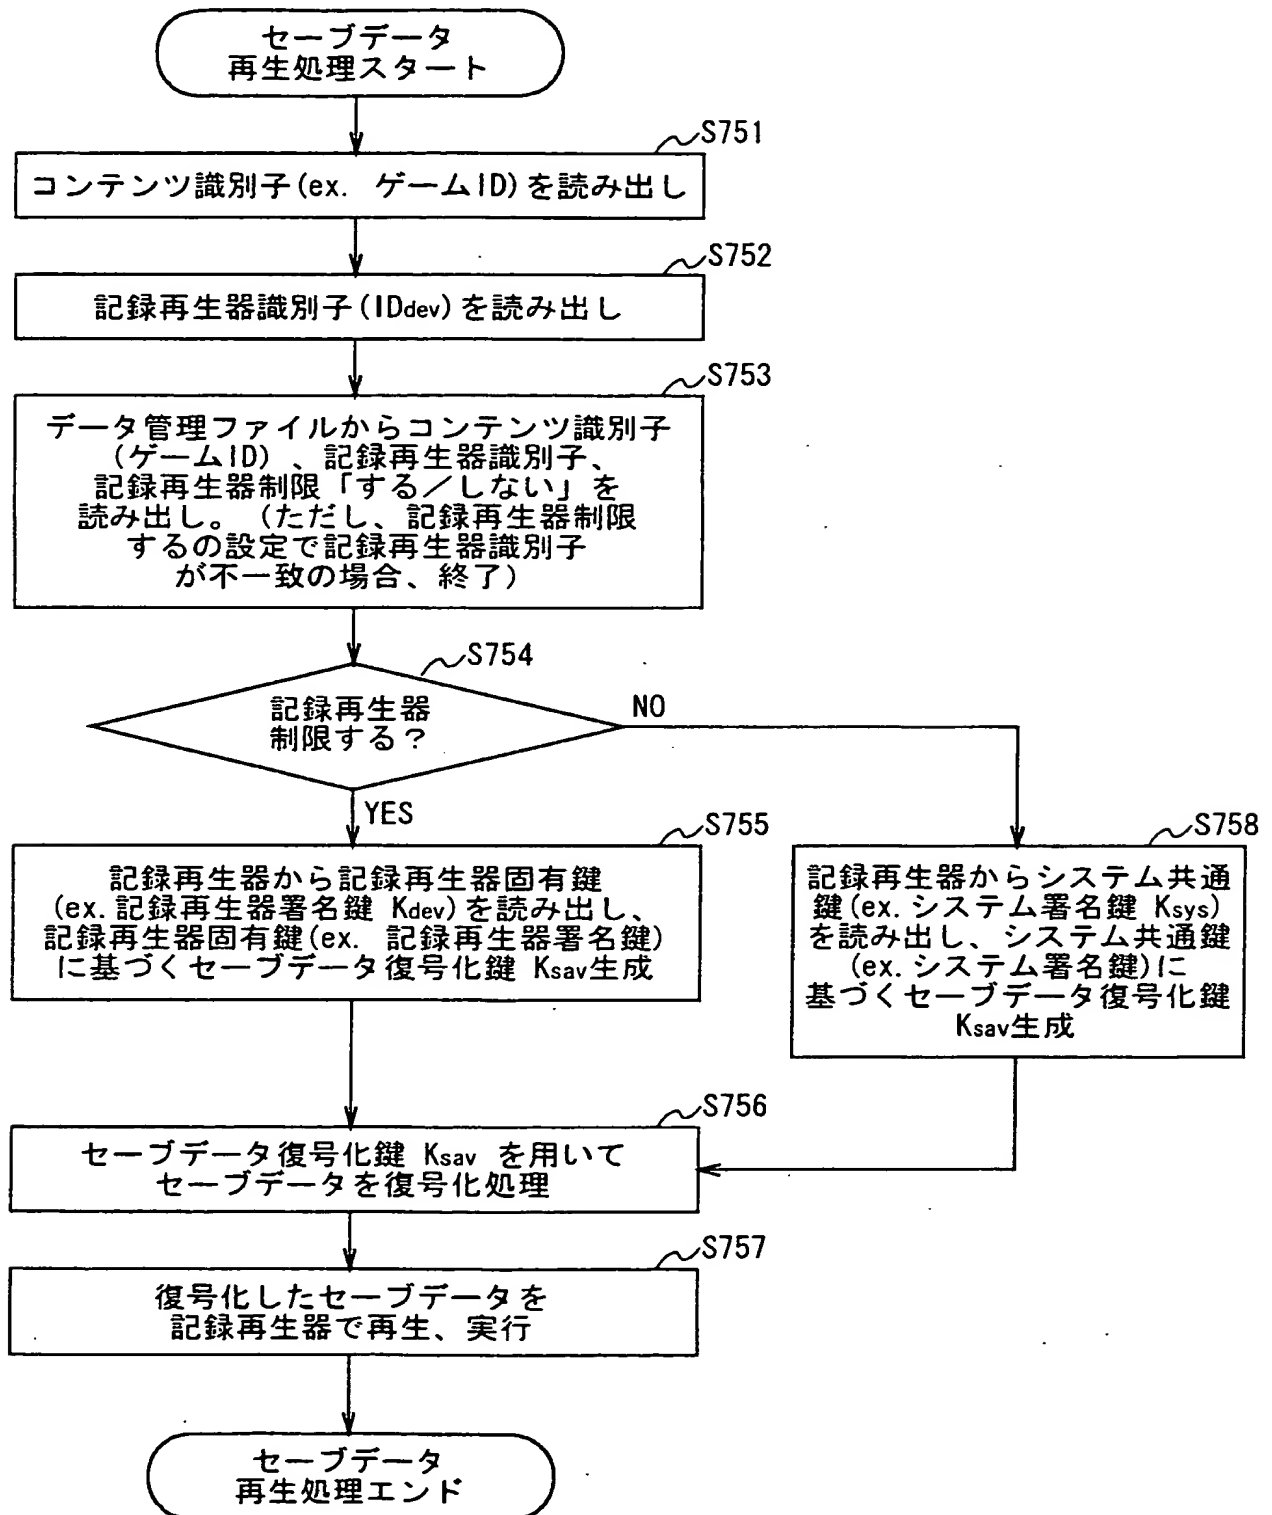 セーブデータ
再生処理スタート
S751
コンテンツ識別子(ex. ゲームID)を読み出し
S752
記録再生器識別子(IDdev)を読み出し
S753
データ管理ファイルからコンテンツ識別子
(ゲームID)、記録再生器識別子、
記録再生器制限「する/しない」を
読み出し。(ただし、記録再生器制限
するの設定で記録再生器識別子
が不一致の場合、終了)
S754
記録再生器
制限する?
NO
YES
S755
記録再生器から記録再生器固有鍵
(ex.記録再生器署名鍵 Kdev)を読み出し、
記録再生器固有鍵(ex. 記録再生器署名鍵)
に基づくセーブデータ復号化鍵 Ksav生成
S758
記録再生器からシステム共通
鍵(ex.システム署名鍵 Ksys)
を読み出し、システム共通鍵
(ex.システム署名鍵)に
基づくセーブデータ復号化鍵
Ksav生成
S756
セーブデータ復号化鍵 Ksav を用いて
セーブデータを復号化処理
S757
復号化したセーブデータを
記録再生器で再生、実行
セーブデータ
再生処理エンド